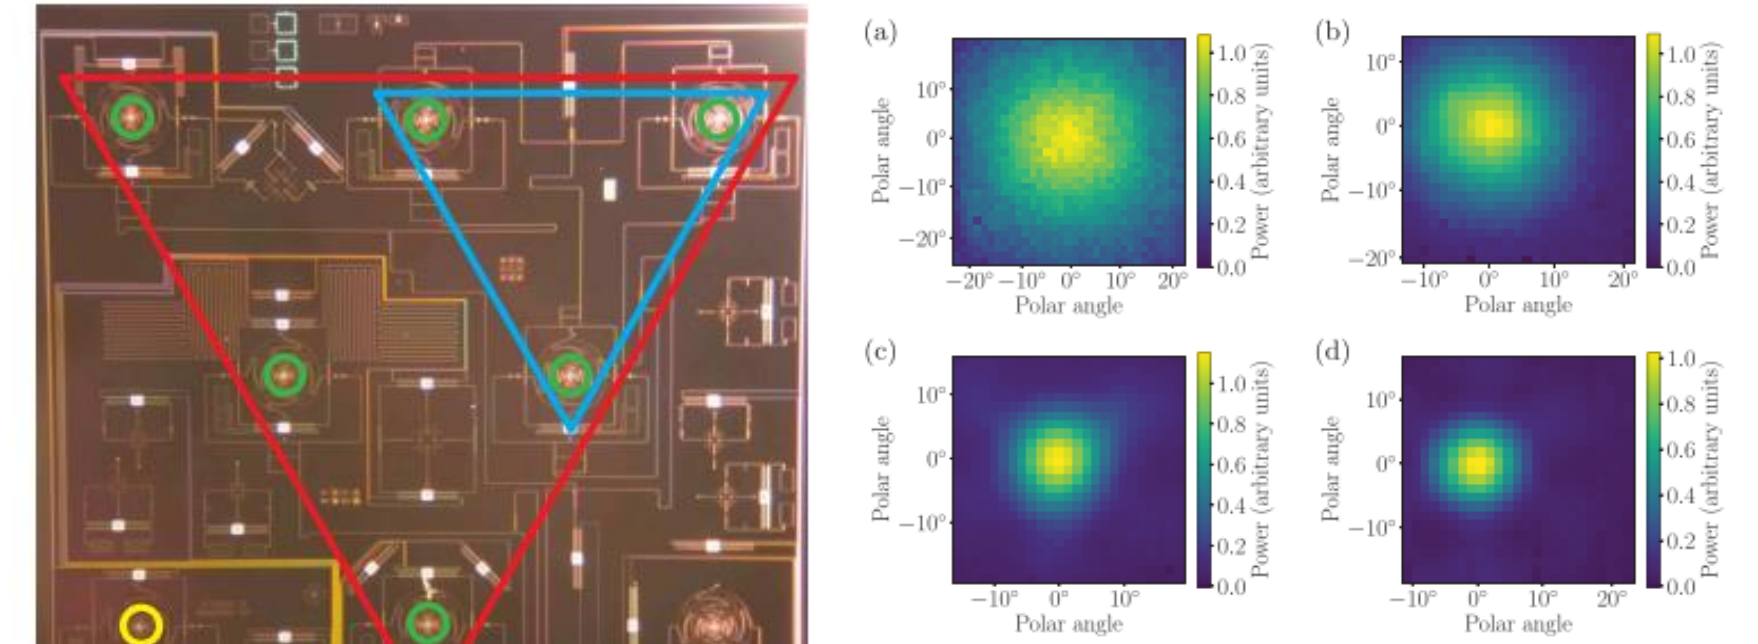 (a)
10°
0°
−10°
−20°
Polar angle
−20° −10° 0° 10° 20°
Polar angle
1.0
0.8
0.6
0.4
0.2
0.0
Power (arbitrary units)
(b)
10°
0°
−10°
−20°
Polar angle
−10° 0° 10° 20°
Polar angle
1.0
0.8
0.6
0.4
0.2
0.0
Power (arbitrary units)
(c)
10°
0°
−10°
Polar angle
−10° 0° 10°
Polar angle
1.0
0.8
0.6
0.4
0.2
0.0
Power (arbitrary units)
(d)
10°
0°
−10°
Polar angle
−10° 0° 10° 20°
Polar angle
1.0
0.8
0.6
0.4
0.2
0.0
Power (arbitrary units)